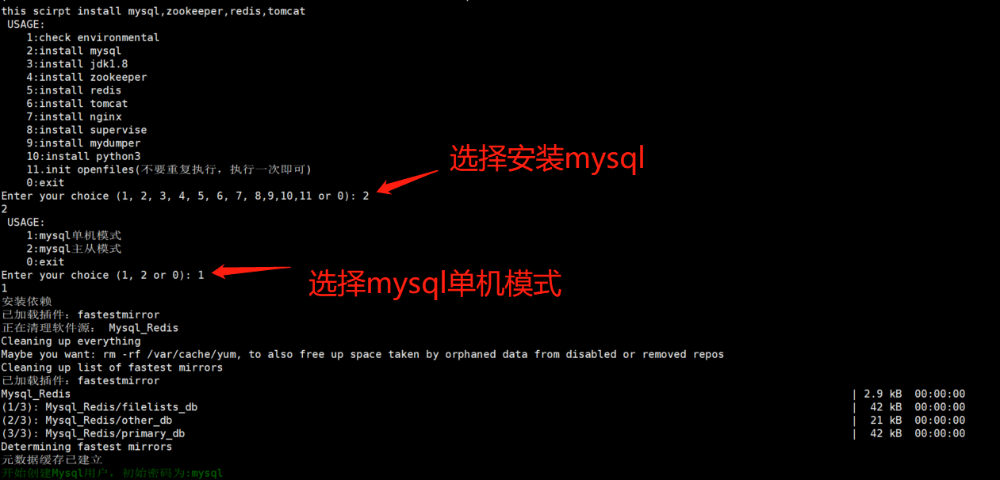 this scirpt install mysql,zookeeper,redis,tomcat
USAGE:
1:check environmental
2:install mysql
3:install jdk1.8
4:install zookeeper
5:install redis
6:install tomcat
7:install nginx
8:install supervise
9:install mydumper
10:install python3
11.init openfiles(不要重复执行，执行一次即可)
0:exit
选择安装mysql
Enter your choice (1, 2, 3, 4, 5, 6, 7, 8,9,10,11 or 0): 2
2
USAGE:
1:mysql单机模式
2:mysql主从模式
0:exit
Enter your choice (1, 2 or 0): 1
选择mysql单机模式
1
安装依赖
已加载插件：fastestmirror
正在清理软件源： Mysql_Redis
Cleaning up everything
Maybe you want: rm -rf /var/cache/yum, to also free up space taken by orphaned data from disabled or removed repos
Cleaning up list of fastest mirrors
已加载插件：fastestmirror
Mysql_Redis | 2.9 kB 00:00:00
(1/3): Mysql_Redis/filelists_db | 42 kB 00:00:00
(2/3): Mysql_Redis/other_db | 21 kB 00:00:00
(3/3): Mysql_Redis/primary_db | 42 kB 00:00:00
Determining fastest mirrors
元数据缓存已建立
开始创建Mysql用户，初始密码为:mysql